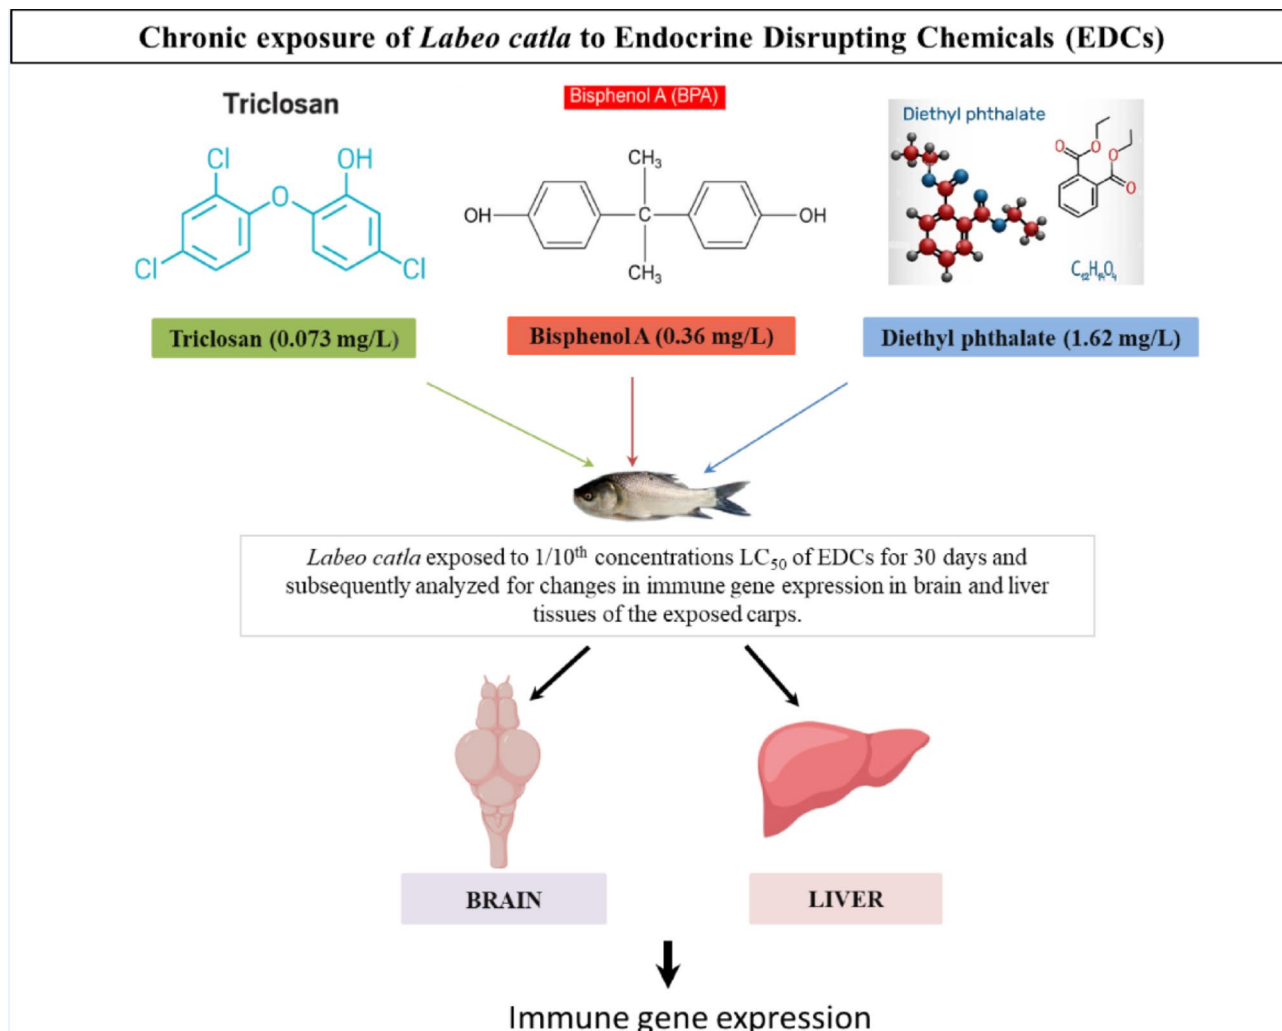 Chronic exposure of Labeo catla to Endocrine Disrupting Chemicals (EDCs)
Triclosan
Cl
OH
O
Cl
Cl
Bisphenol A (BPA)
CH₃
OH
C
OH
CH₃
Diethyl phthalate
O
O
O
O
C₁₂H₁₄O₄
Triclosan (0.073 mg/L)
Bisphenol A (0.36 mg/L)
Diethyl phthalate (1.62 mg/L)
Labeo catla exposed to 1/10th concentrations LC₅₀ of EDCs for 30 days and
subsequently analyzed for changes in immune gene expression in brain and liver
tissues of the exposed carps.
BRAIN
LIVER
Immune gene expression